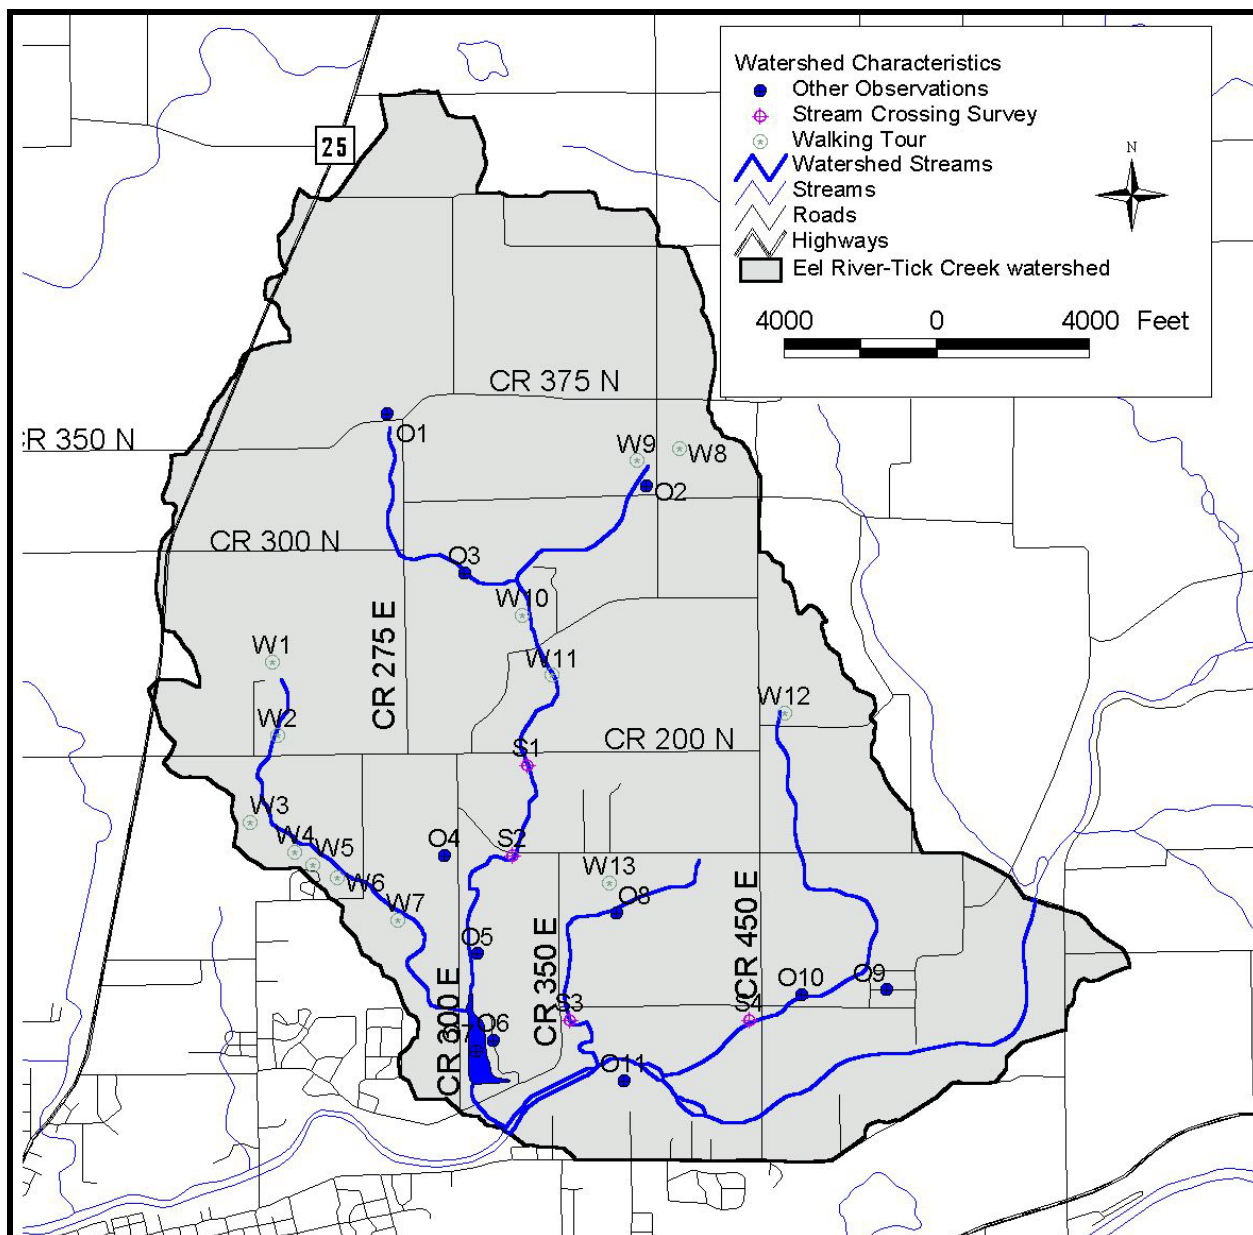 Watershed Characteristics
Other Observations
Stream Crossing Survey
Walking Tour
Watershed Streams
Streams
Roads
Highways
Eel River-Tick Creek watershed
N
4000 0 4000 Feet
25
CR 375 N
CR 350 N
O1
W9
W8
O2
CR 300 N
O3
W10
CR 275 E
W1
W11
W12
W2
S1
CR 200 N
W3
W4
W5
O4
S2
W6
W13
W7
O8
CR 450 E
O5
CR 350 E
O10
O9
CR 300 E
O6
O7
S3
S4
O11